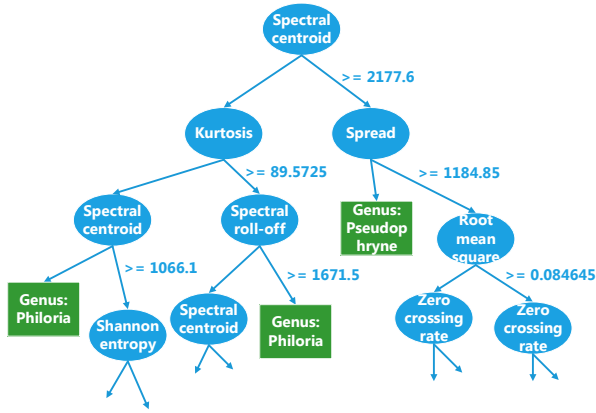 Spectral
centroid
>= 2177.6
Kurtosis
Spread
>= 89.5725
>= 1184.85
Spectral
centroid
Spectral
roll-off
Genus:
Pseudop
hryne
Root
mean
square
>= 1066.1
>= 1671.5
>= 0.084645
Genus:
Philoria
Shannon
entropy
Spectral
centroid
Genus:
Philoria
Zero
crossing
rate
Zero
crossing
rate